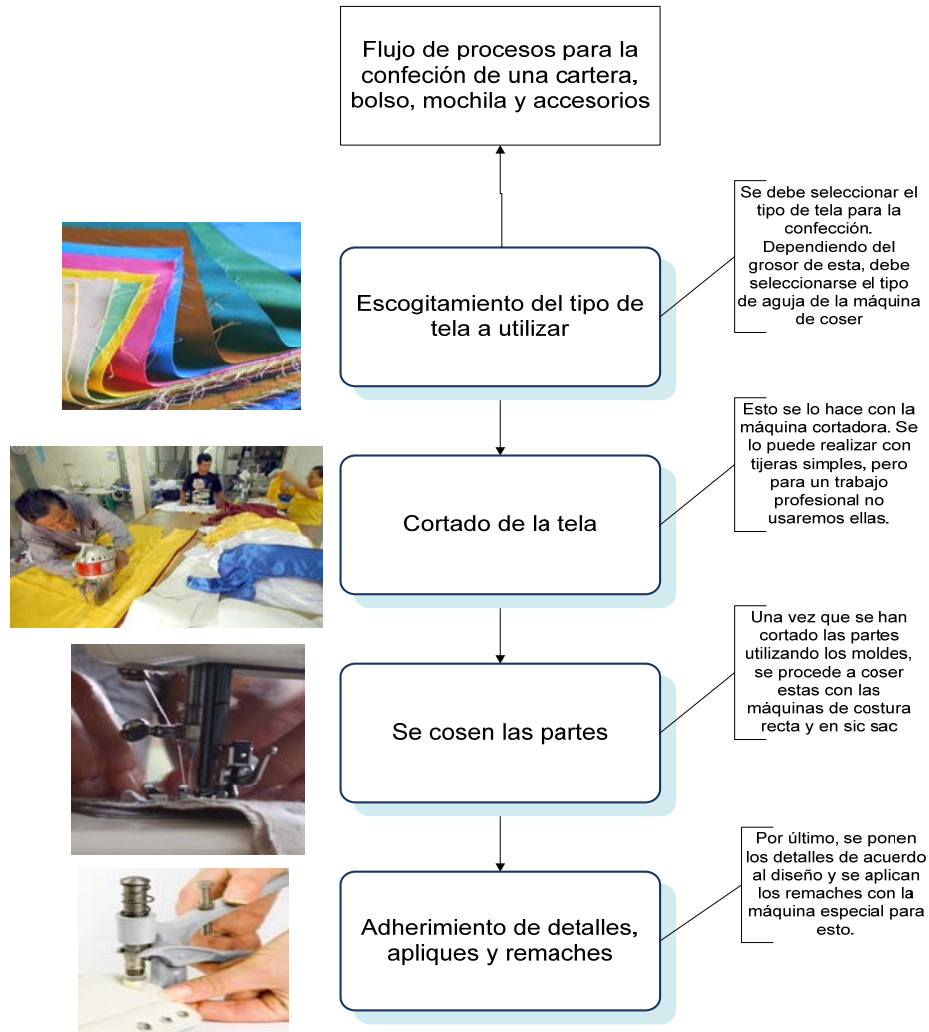 Flujo de procesos para la
confeción de una cartera,
bolso, mochila y accesorios
Se debe seleccionar el
tipo de tela para la
confección.
Dependiendo del
grosor de esta, debe
seleccionarse el tipo
de aguja de la máquina
de coser
Escogitamiento del tipo de
tela a utilizar
Esto se lo hace con la
máquina cortadora. Se
lo puede realizar con
tijeras simples, pero
para un trabajo
profesional no
usaremos ellas.
Cortado de la tela
Una vez que se han
cortado las partes
utilizando los moldes,
se procede a coser
estas con las
máquinas de costura
recta y en sic sac
Se cosen las partes
Por último, se ponen
los detalles de acuerdo
al diseño y se aplican
los remaches con la
máquina especial para
esto.
Adherimiento de detalles,
apliques y remaches